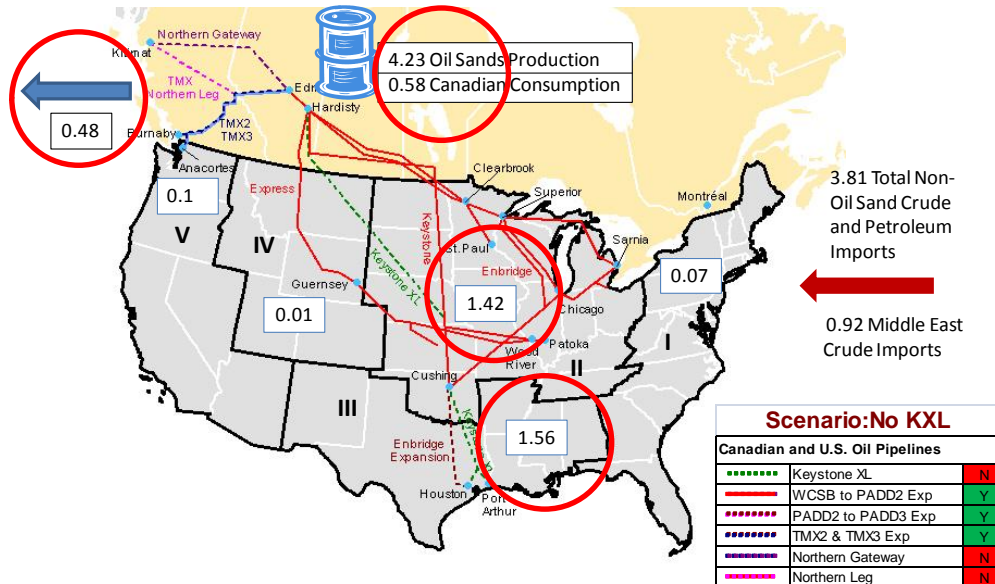 Northern Gateway
Kitimat
4.23 Oil Sands Production
0.58 Canadian Consumption
TMX
Northern Leg
Hardisty
0.48
TMX2
TMX3
Burnaby
Anacortes
Clearbrook
Superior
Montréal
3.81 Total Non-
Oil Sand Crude
and Petroleum
Imports
0.1
Express
Keystone
St.Paul
Sarnia
V
IV
Keystone XL
Enbridge
0.07
Guernsey
1.42
0.01
Chicago
0.92 Middle East
Crude Imports
I
Wood
River
Patoka
II
Cushing
III
1.56
Enbridge
Expansion
Keystone XL
Houston
Port
Arthur
Scenario:No KXL
Canadian and U.S. Oil Pipelines
Keystone XL N
WCSB to PADD2 Exp Y
PADD2 to PADD3 Exp Y
TMX2 & TMX3 Exp Y
Northern Gateway N
Northern Leg N